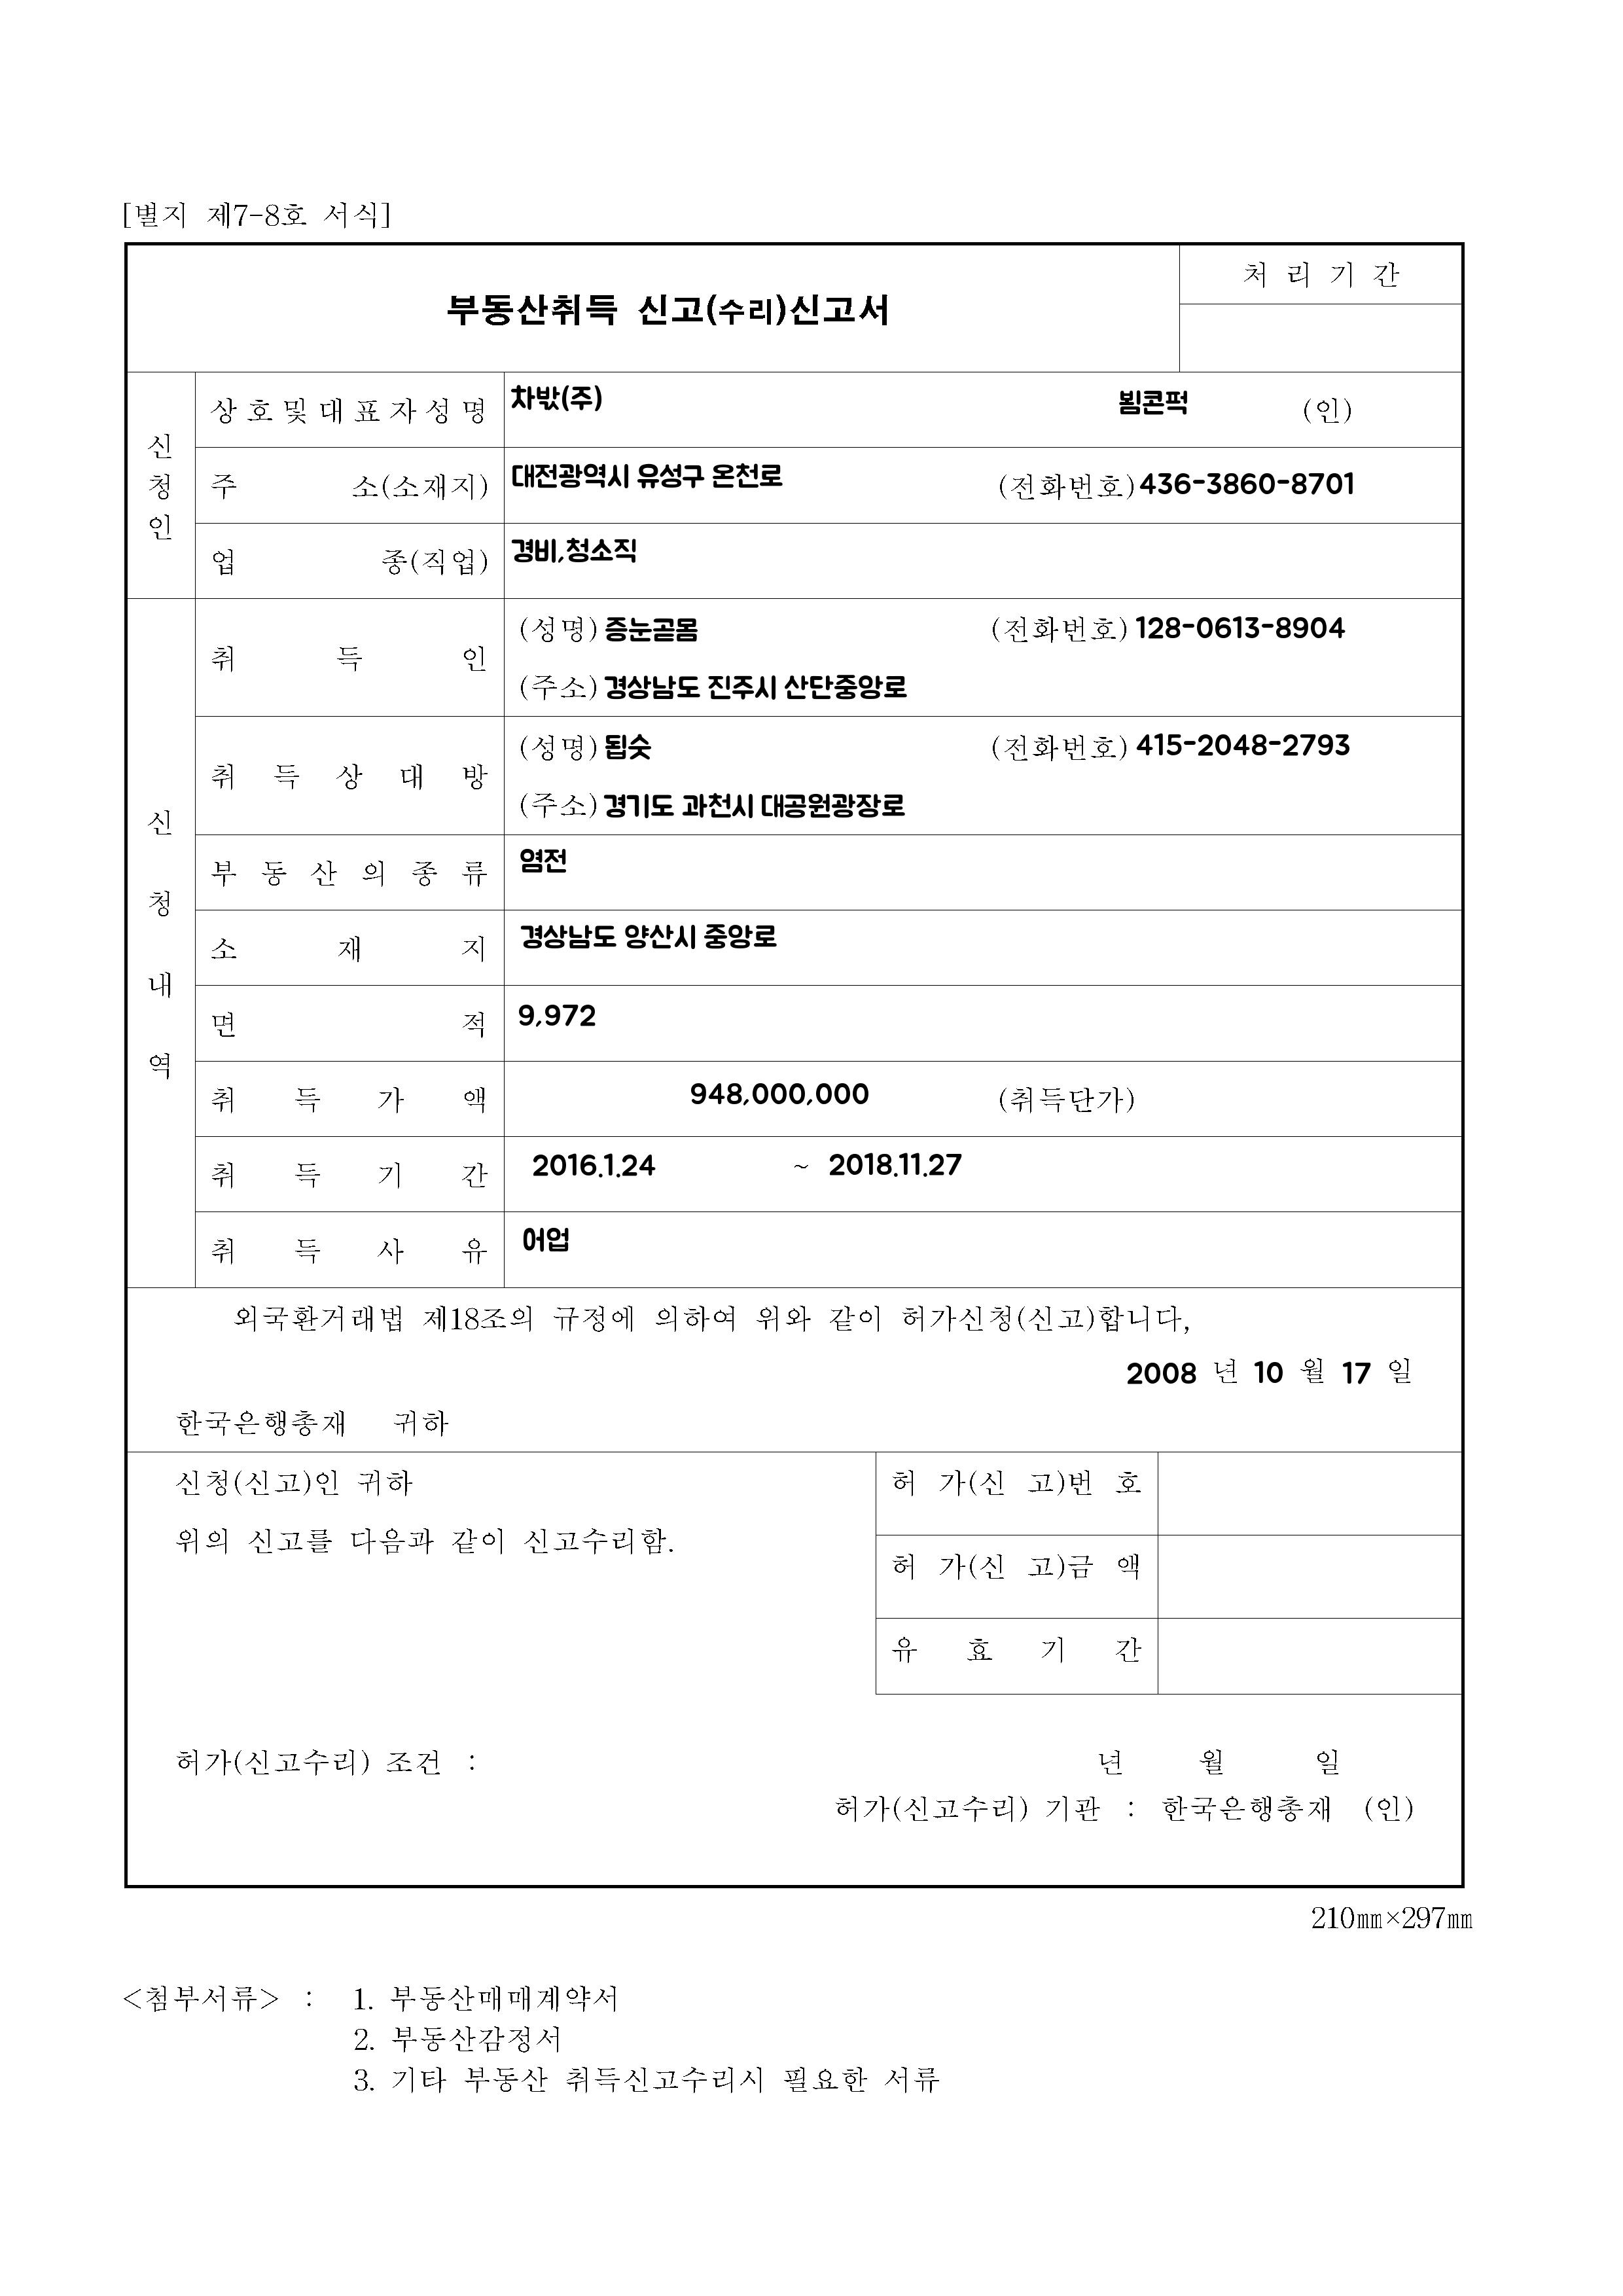 [별지 제7-8호 서식]
부동산취득 신고(수리)신고서
처 리 기 간
신청인
상호및대표자성명 차밗(주) 뵘콘퍽 (인)
주 소(소재지) 대전광역시 유성구 온천로 (전화번호) 436-3860-8701
업 종(직업) 경비,청소직
신청내역
취 득 인 (성명) 증눈곧몸 (전화번호) 128-0613-8904
(주소) 경상남도 진주시 산단중앙로
취 득 상 대 방 (성명) 됩숫 (전화번호) 415-2048-2793
(주소) 경기도 과천시 대공원광장로
부 동 산 의 종 류 염전
소 재 지 경상남도 양산시 중앙로
면 적 9,972
취 득 가 액 948,000,000 (취득단가)
취 득 기 간 2016.1.24 ~ 2018.11.27
취 득 사 유 어업
외국환거래법 제18조의 규정에 의하여 위와 같이 허가신청(신고)합니다,
2008 년 10 월 17 일
한국은행총재 귀하
신청(신고)인 귀하
위의 신고를 다음과 같이 신고수리함.
허 가(신 고)번 호
허 가(신 고)금 액
유 효 기 간
허가(신고수리) 조건 : 년 월 일
허가(신고수리) 기관 : 한국은행총재 (인)
210㎜×297㎜
<첨부서류> : 1. 부동산매매계약서
2. 부동산감정서
3. 기타 부동산 취득신고수리시 필요한 서류